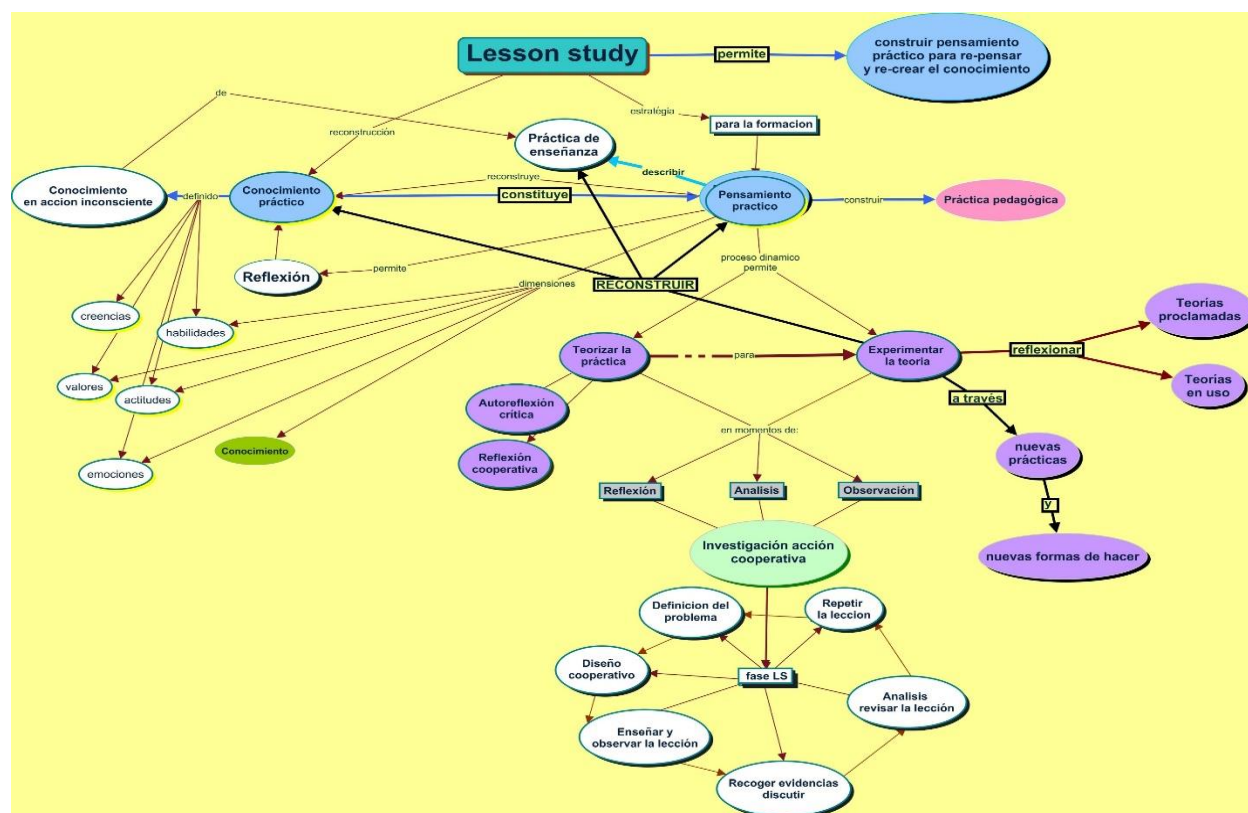 Lesson study
permite
construir pensamiento
práctico para re-pensar
y re-crear el conocimiento
de
estratégia
para la formacion
reconstrucción
Práctica de
enseñanza
describir
Conocimiento
en accion inconsciente
definido
Conocimiento
práctico
reconstruye
constituye
Pensamiento
practico
construir
Práctica pedagógica
Reflexión
permite
proceso dinamico
permite
RECONSTRUIR
dimensiones
creencias
habilidades
valores
actitudes
emociones
Conocimiento
Teorizar la
práctica
para
Experimentar
la teoria
reflexionar
Teorías
proclamadas
Teorías
en uso
a través
nuevas
prácticas
y
nuevas formas de hacer
Autoreflexión
crítica
Reflexión
cooperativa
en momentos de:
Reflexión
Analisis
Observación
Investigación acción
cooperativa
Definicion del
problema
Repetir
la leccion
Diseño
cooperativo
fase LS
Analisis
revisar la lección
Enseñar y
observar la lección
Recoger evidencias
discutir